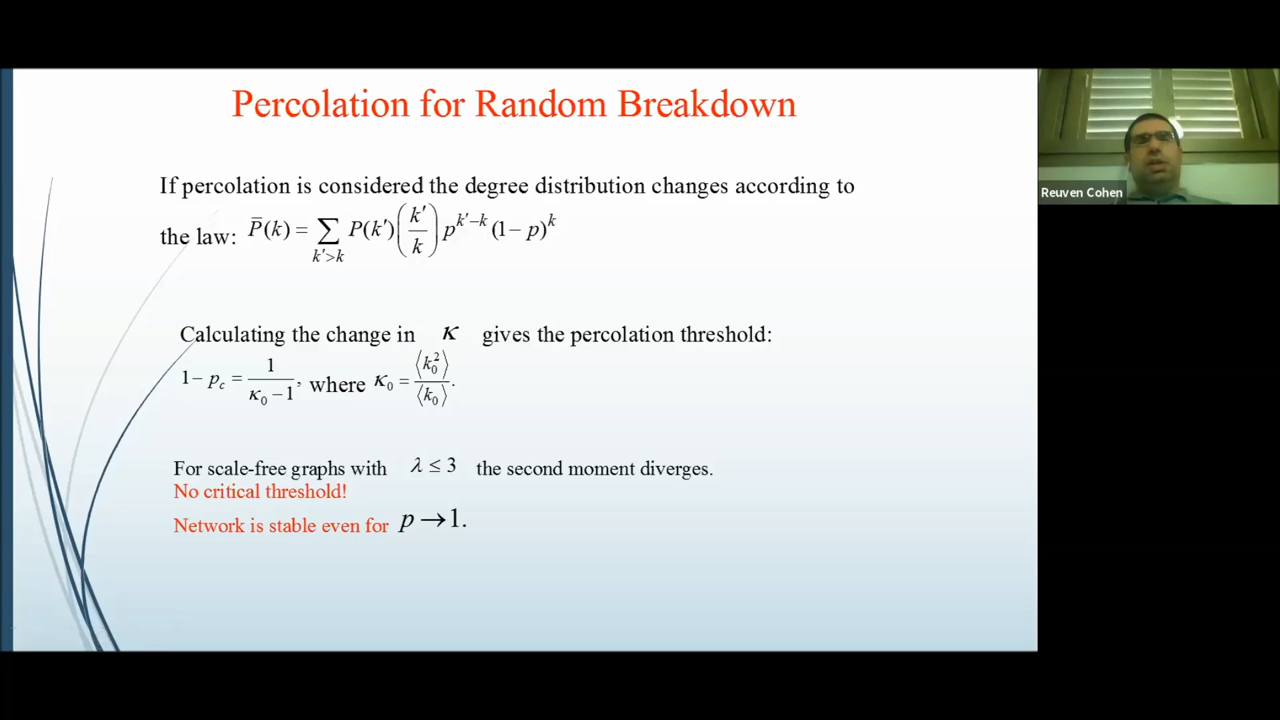 Percolation for Random Breakdown
Reuven Cohen
If percolation is considered the degree distribution changes according to
the law: P̄(k) = ∑_{k'>k} P(k') (k'/k) p^{k'−k} (1−p)^k
Calculating the change in κ gives the percolation threshold:
1− p_c = 1/(κ_0 −1), where κ_0 = ⟨k_0^2⟩/⟨k_0⟩.
For scale-free graphs with λ ≤ 3 the second moment diverges.
No critical threshold!
Network is stable even for p → 1.